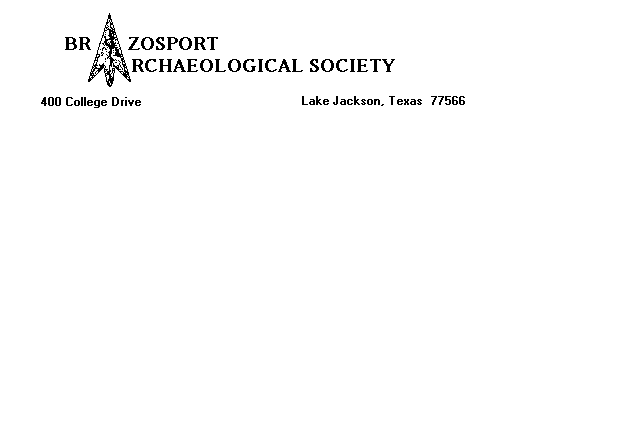 BR ZOSPORT
RCHAEOLOGICAL SOCIETY
400 College Drive Lake Jackson, Texas 77566